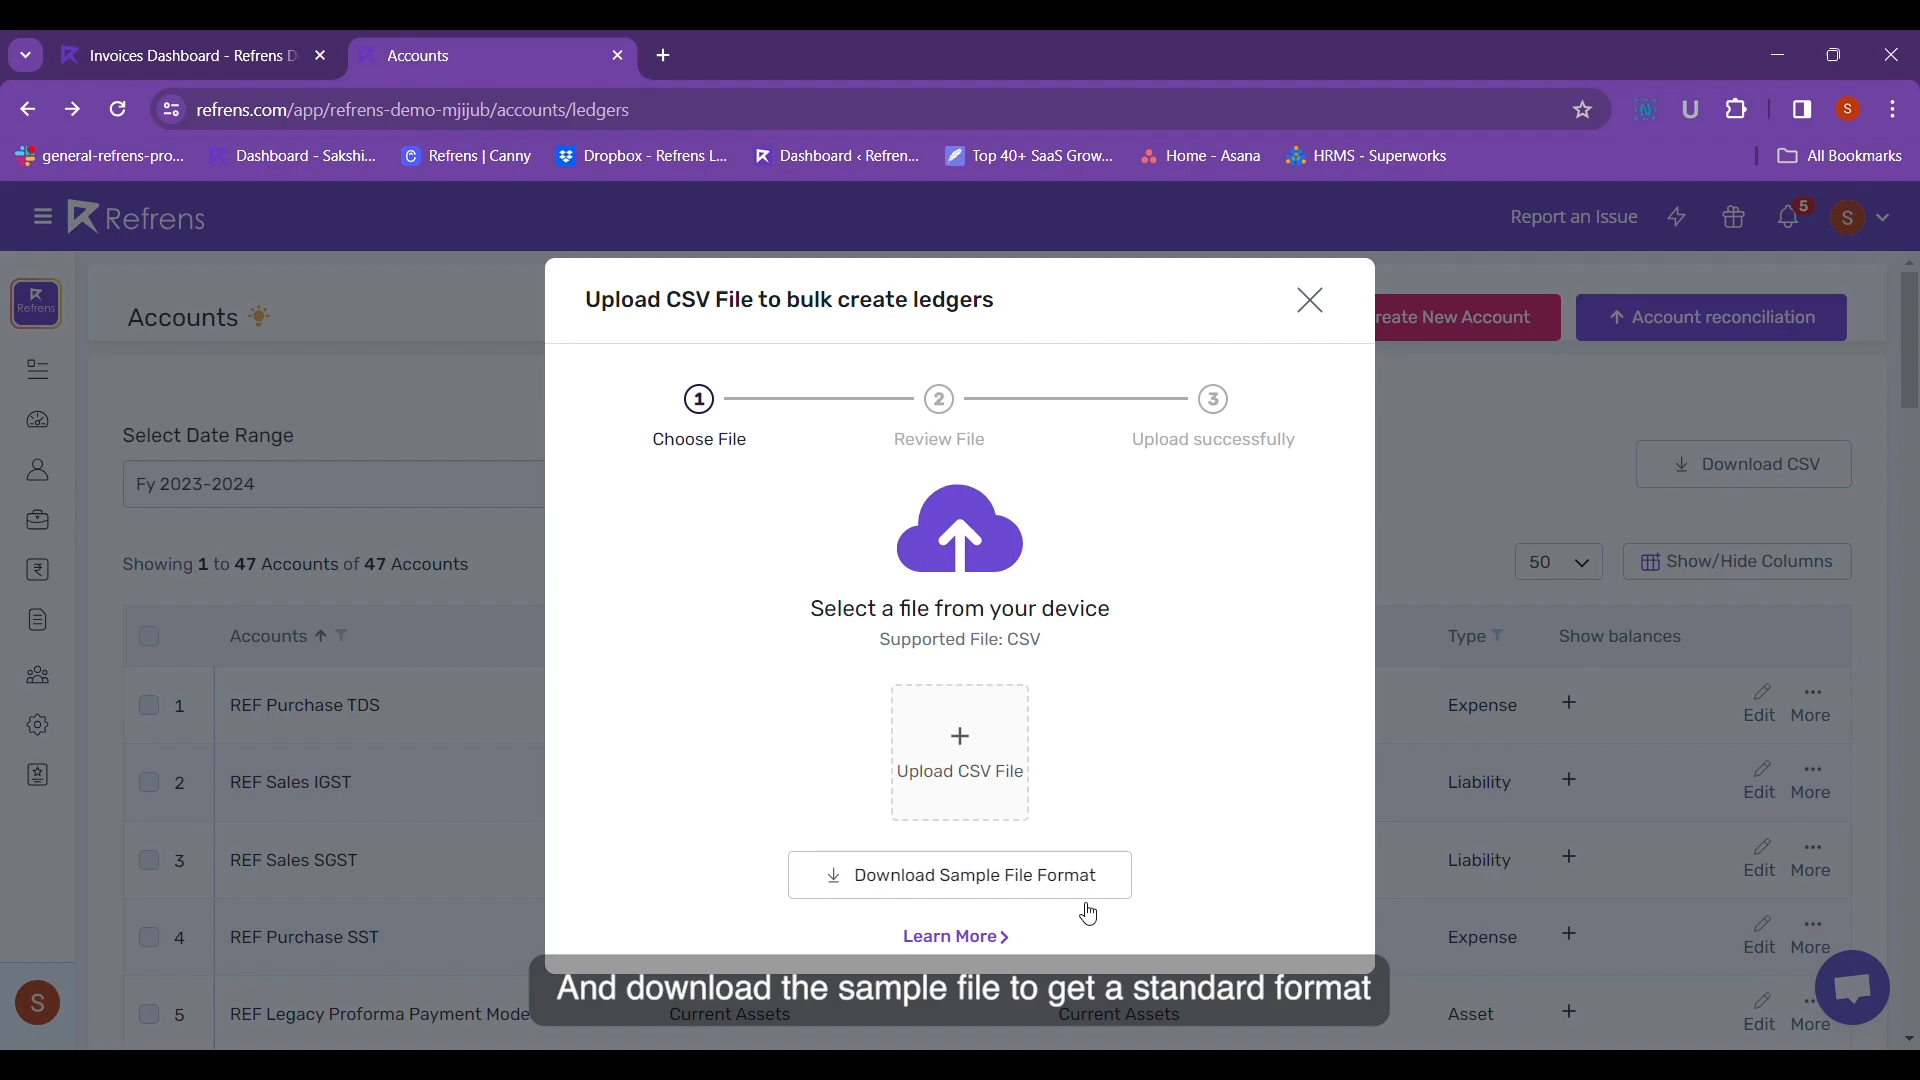 Invoices Dashboard - Refrens D
Accounts
refrens.com/app/refrens-demo-mjijub/accounts/ledgers
S
general-refrens-pro...
Dashboard - Sakshi...
Refrens | Canny
Dropbox - Refrens L...
Dashboard ‹ Refren...
Top 40+ SaaS Grow...
Home - Asana
HRMS - Superworks
All Bookmarks
Refrens
Report an Issue
5
S
Refrens
Accounts
Upload CSV File to bulk create ledgers
reate New Account
Account reconciliation
1
2
3
Choose File
Review File
Upload successfully
Select Date Range
Fy 2023-2024
Download CSV
Showing 1 to 47 Accounts of 47 Accounts
50
Show/Hide Columns
Select a file from your device
Supported File: CSV
Accounts
Type
Show balances
1 REF Purchase TDS Expense + Edit More
+
Upload CSV File
2 REF Sales IGST Liability + Edit More
3 REF Sales SGST Liability + Edit More
Download Sample File Format
Learn More
4 REF Purchase SST Expense + Edit More
And download the sample file to get a standard format
5 REF Legacy Proforma Payment Mode Current Assets Current Assets Asset + Edit More
S